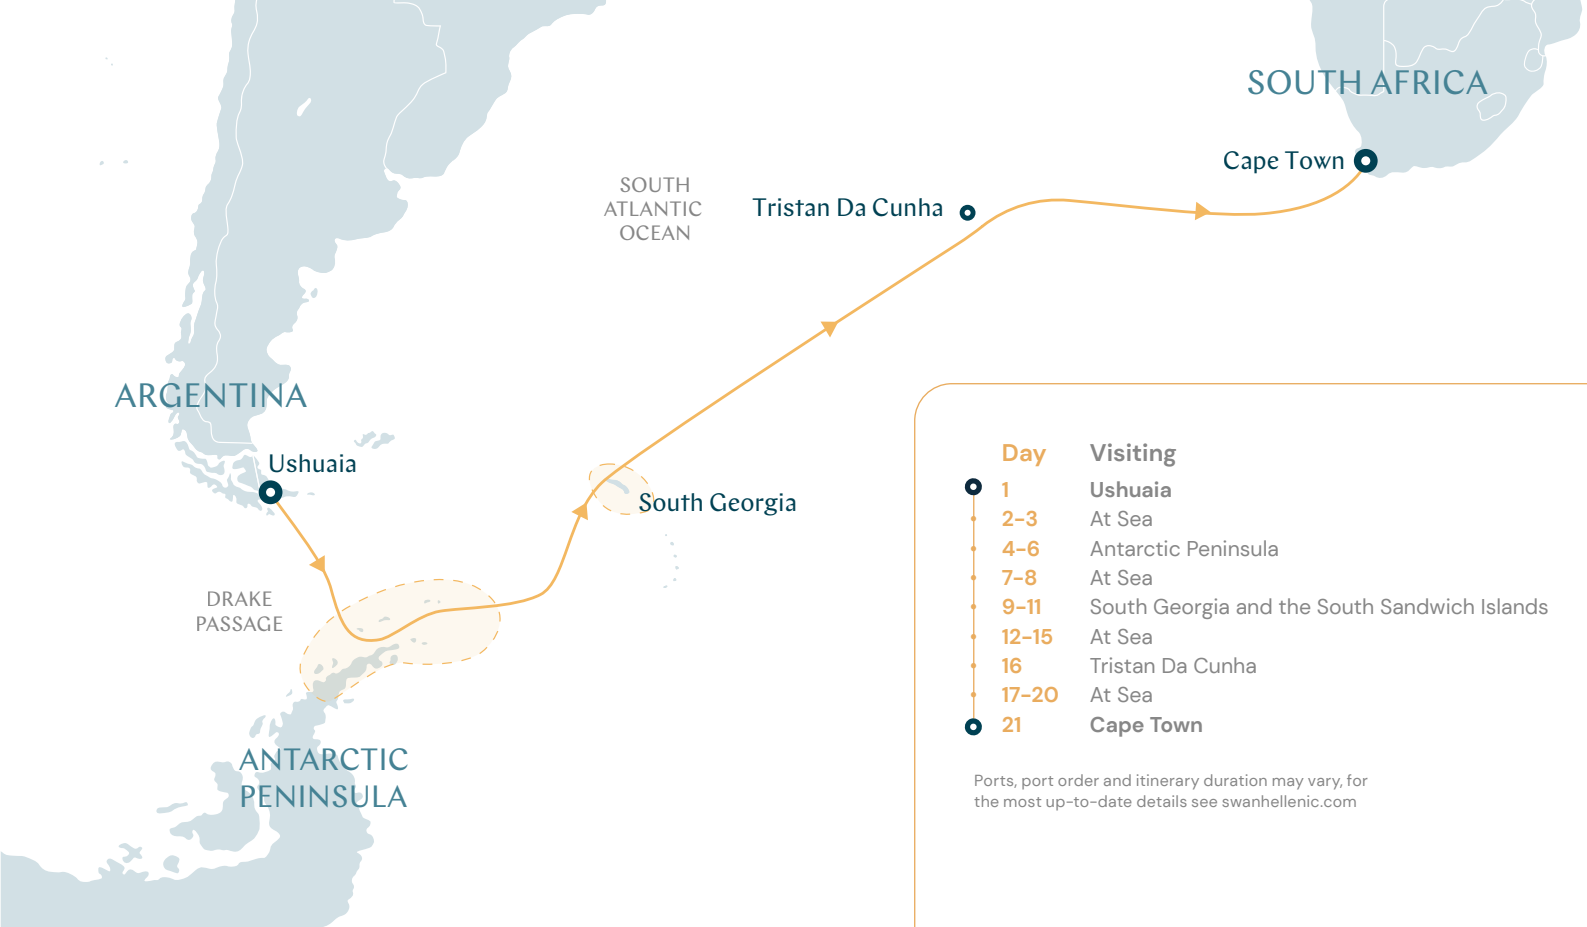 SOUTH AFRICA
Cape Town
SOUTH
ATLANTIC
OCEAN
Tristan Da Cunha
ARGENTINA
Ushuaia
South Georgia
DRAKE
PASSAGE
ANTARCTIC
PENINSULA
Day Visiting
1 Ushuaia
2–3 At Sea
4–6 Antarctic Peninsula
7–8 At Sea
9–11 South Georgia and the South Sandwich Islands
12–15 At Sea
16 Tristan Da Cunha
17–20 At Sea
21 Cape Town
Ports, port order and itinerary duration may vary, for
the most up-to-date details see swanhellenic.com